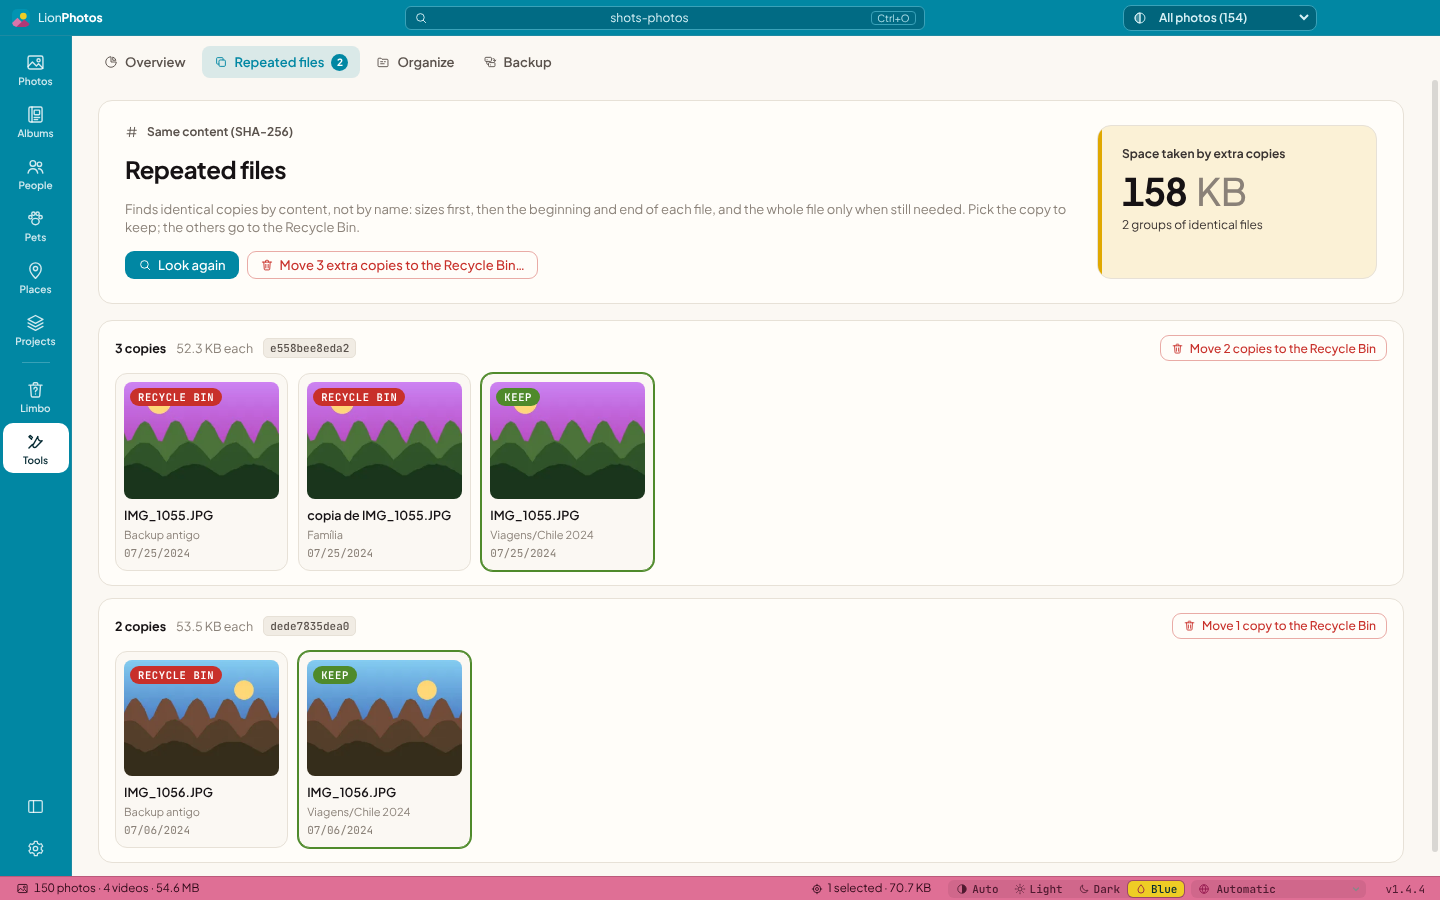 LionPhotos
shots-photos
Ctrl+O
All photos (154)
Photos
Albums
People
Pets
Places
Projects
Limbo
Tools
Overview
Repeated files 2
Organize
Backup
Same content (SHA-256)
Repeated files
Finds identical copies by content, not by name: sizes first, then the beginning and end of each file, and the whole file only when still needed. Pick the copy to
keep; the others go to the Recycle Bin.
Look again
Move 3 extra copies to the Recycle Bin...
Space taken by extra copies
158 KB
2 groups of identical files
3 copies 52.3 KB each e558bee8eda2
Move 2 copies to the Recycle Bin
RECYCLE BIN
IMG_1055.JPG
Backup antigo
07/25/2024
RECYCLE BIN
copia de IMG_1055.JPG
Família
07/25/2024
KEEP
IMG_1055.JPG
Viagens/Chile 2024
07/25/2024
2 copies 53.5 KB each dede7835dea0
Move 1 copy to the Recycle Bin
RECYCLE BIN
IMG_1056.JPG
Backup antigo
07/06/2024
KEEP
IMG_1056.JPG
Viagens/Chile 2024
07/06/2024
150 photos · 4 videos · 54.6 MB
1 selected · 70.7 KB
Auto
Light
Dark
Blue
Automatic
v1.4.4